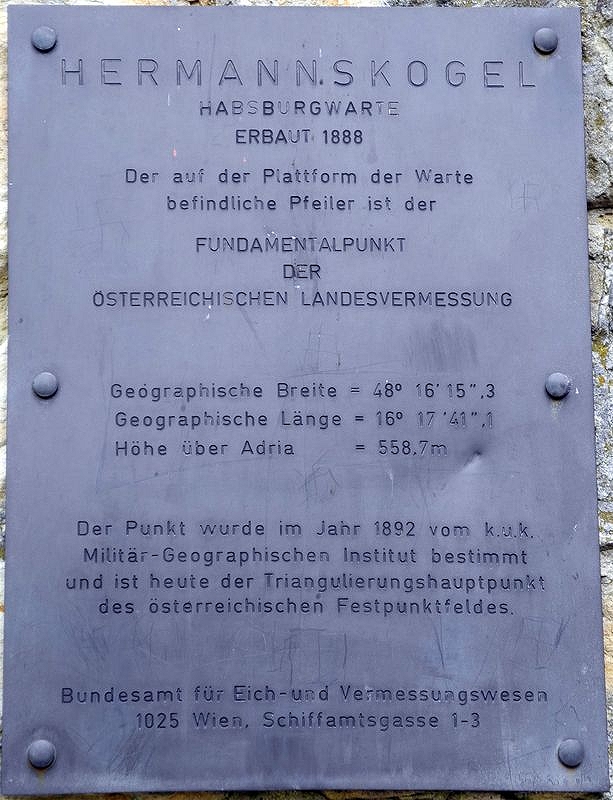 HERMANNSKOGEL
HABSBURGWARTE
ERBAUT 1888
Der auf der Plattform der Warte
befindliche Pfeiler ist der
FUNDAMENTALPUNKT
DER
ÖSTERREICHISCHEN LANDESVERMESSUNG
Geographische Breite = 48º 16' 15",3
Geographische Länge = 16º 17 '41",1
Höhe über Adria = 558,7m
Der Punkt wurde im Jahr 1892 vom k.u.k.
Militär-Geographischen Institut bestimmt
und ist heute der Triangulierungshauptpunkt
des österreichischen Festpunktfeldes.
Bundesamt für Eich-und Vermessungswesen
1025 Wien, Schiffamtsgasse 1-3